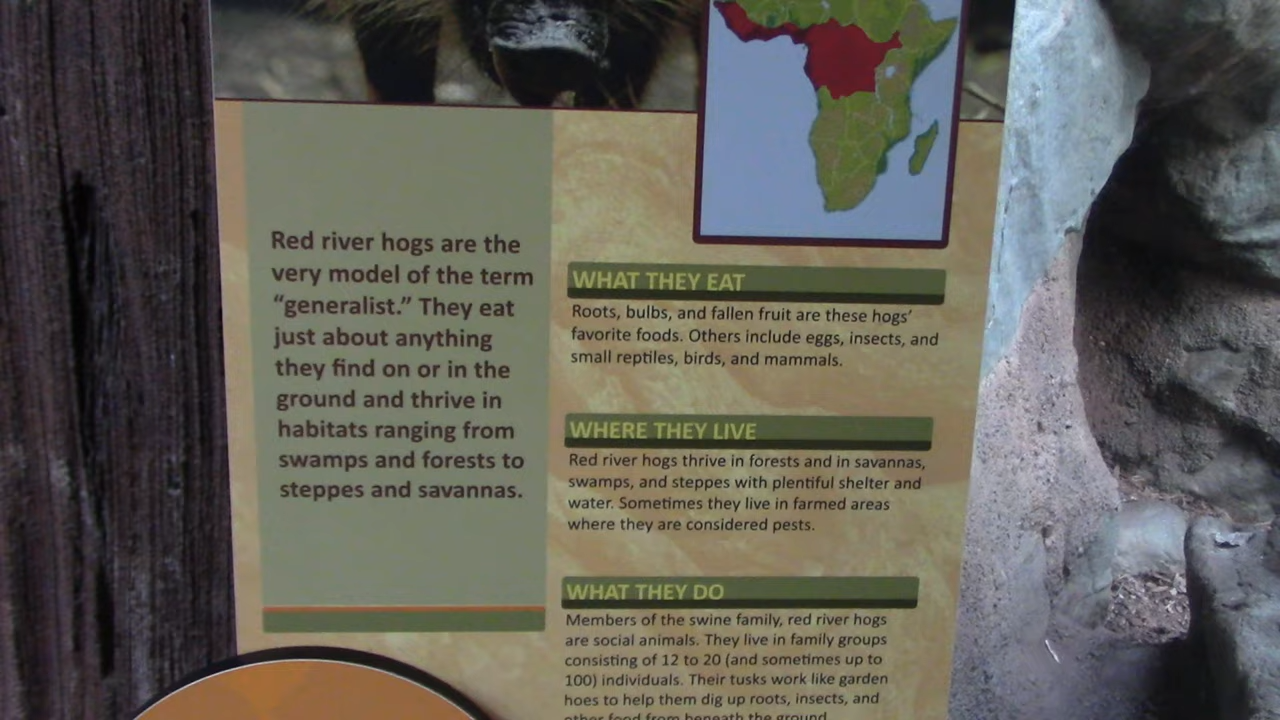 Red river hogs are the
very model of the term
“generalist.” They eat
just about anything
they find on or in the
ground and thrive in
habitats ranging from
swamps and forests to
steppes and savannas.
WHAT THEY EAT
Roots, bulbs, and fallen fruit are these hogs’
favorite foods. Others include eggs, insects, and
small reptiles, birds, and mammals.
WHERE THEY LIVE
Red river hogs thrive in forests and in savannas,
swamps, and steppes with plentiful shelter and
water. Sometimes they live in farmed areas
where they are considered pests.
WHAT THEY DO
Members of the swine family, red river hogs
are social animals. They live in family groups
consisting of 12 to 20 (and sometimes up to
100) individuals. Their tusks work like garden
hoes to help them dig up roots, insects, and
other food from beneath the ground.